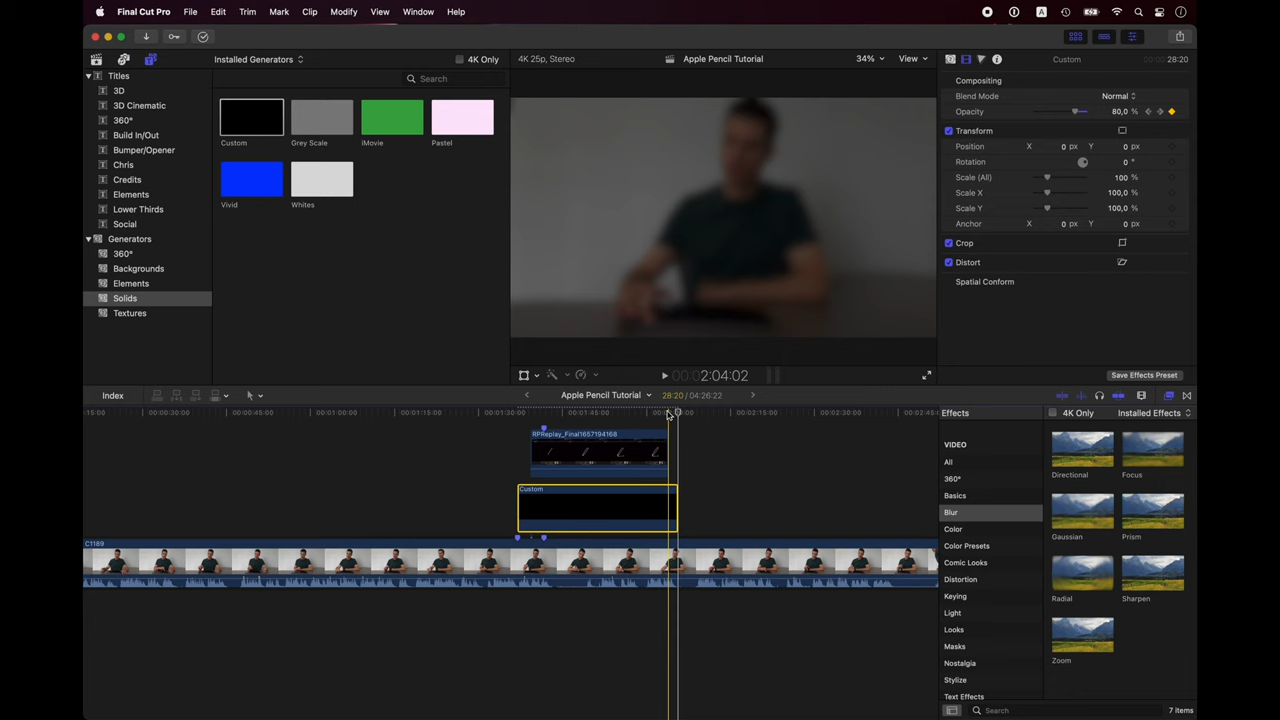 Final Cut Pro File Edit Trim Mark Clip Modify View Window Help
Installed Generators 4K Only 4K 25p, Stereo Apple Pencil Tutorial 34% View Custom 28:20
Search
Titles
3D
3D Cinematic
360°
Build In/Out
Bumper/Opener
Chris
Credits
Elements
Lower Thirds
Social
Generators
360°
Backgrounds
Elements
Solids
Textures
Custom Grey Scale iMovie Pastel
Vivid Whites
Compositing
Blend Mode Normal
Opacity 80,0 %
Transform
Position X 0 px Y 0 px
Rotation 0 °
Scale (All) 100 %
Scale X 100,0 %
Scale Y 100,0 %
Anchor X 0 px Y 0 px
Crop
Distort
Spatial Conform
Save Effects Preset
2:04:02
Index Apple Pencil Tutorial 28:20 / 04:26:22
:15:00 00:00:30:00 00:00:45:00 00:01:00:00 00:01:15:00 00:01:30:00 00:01:45:00 00:02:15:00 00:02:30:00 00:02:45:0
RPReplay_Final1657194168
Custom
C1189
Effects 4K Only Installed Effects
VIDEO
All
360°
Basics
Blur
Color
Color Presets
Comic Looks
Distortion
Keying
Light
Looks
Masks
Nostalgia
Stylize
Text Effects
Directional Focus
Gaussian Prism
Radial Sharpen
Zoom
Search 7 items